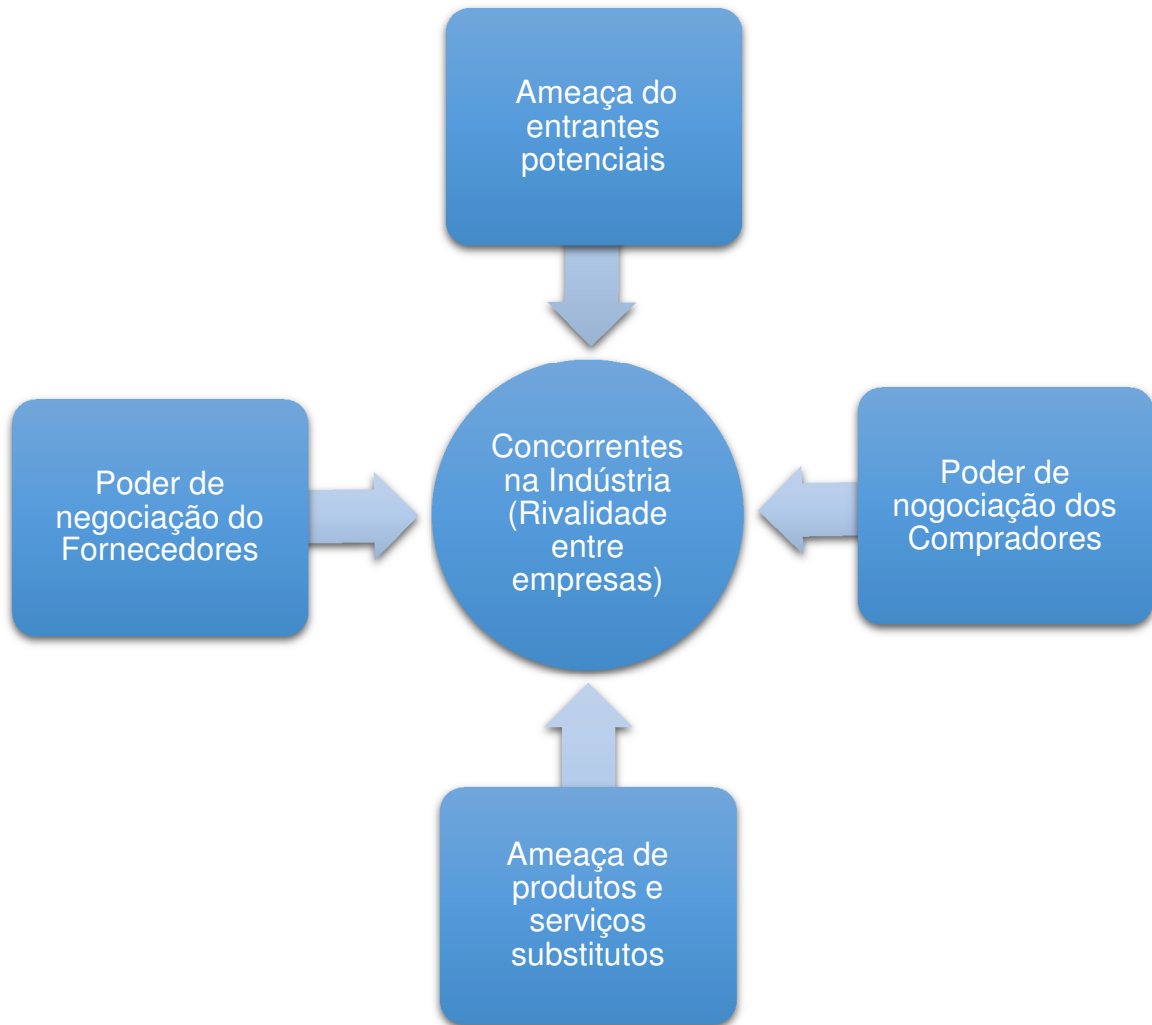 Ameaça do
entrantes
potenciais
Poder de
negociação do
Fornecedores
Concorrentes
na Indústria
(Rivalidade
entre
empresas)
Poder de
nogociação dos
Compradores
Ameaça de
produtos e
serviços
substitutos